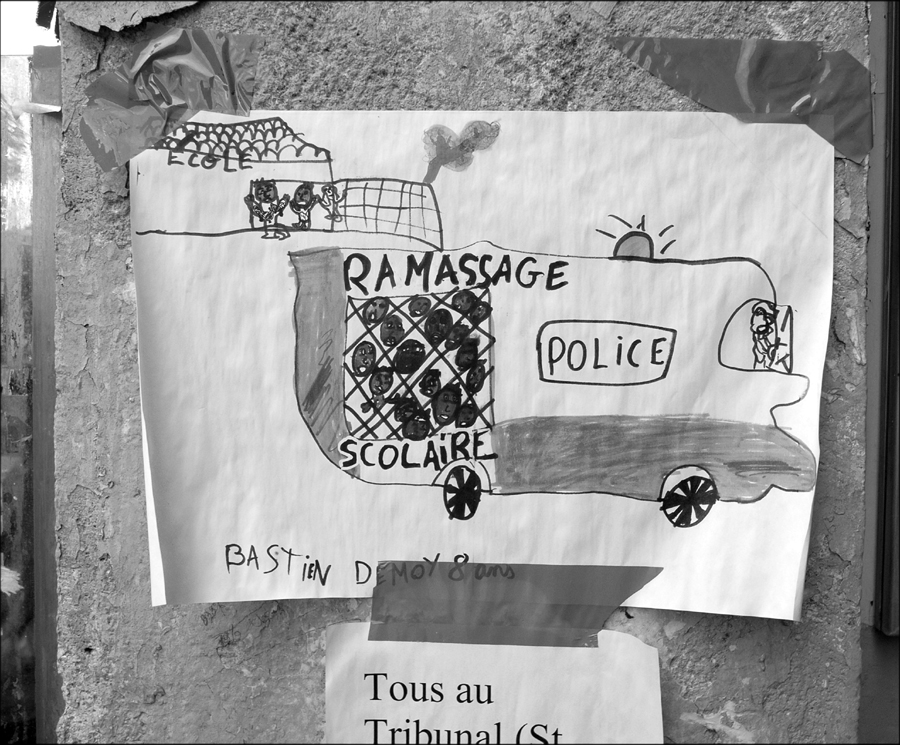 ECOLE
RAMASSAGE
POLICE
SCOLAiRE
BASTiEN DEMOY 8 ans
Tous au
Tribunal (St